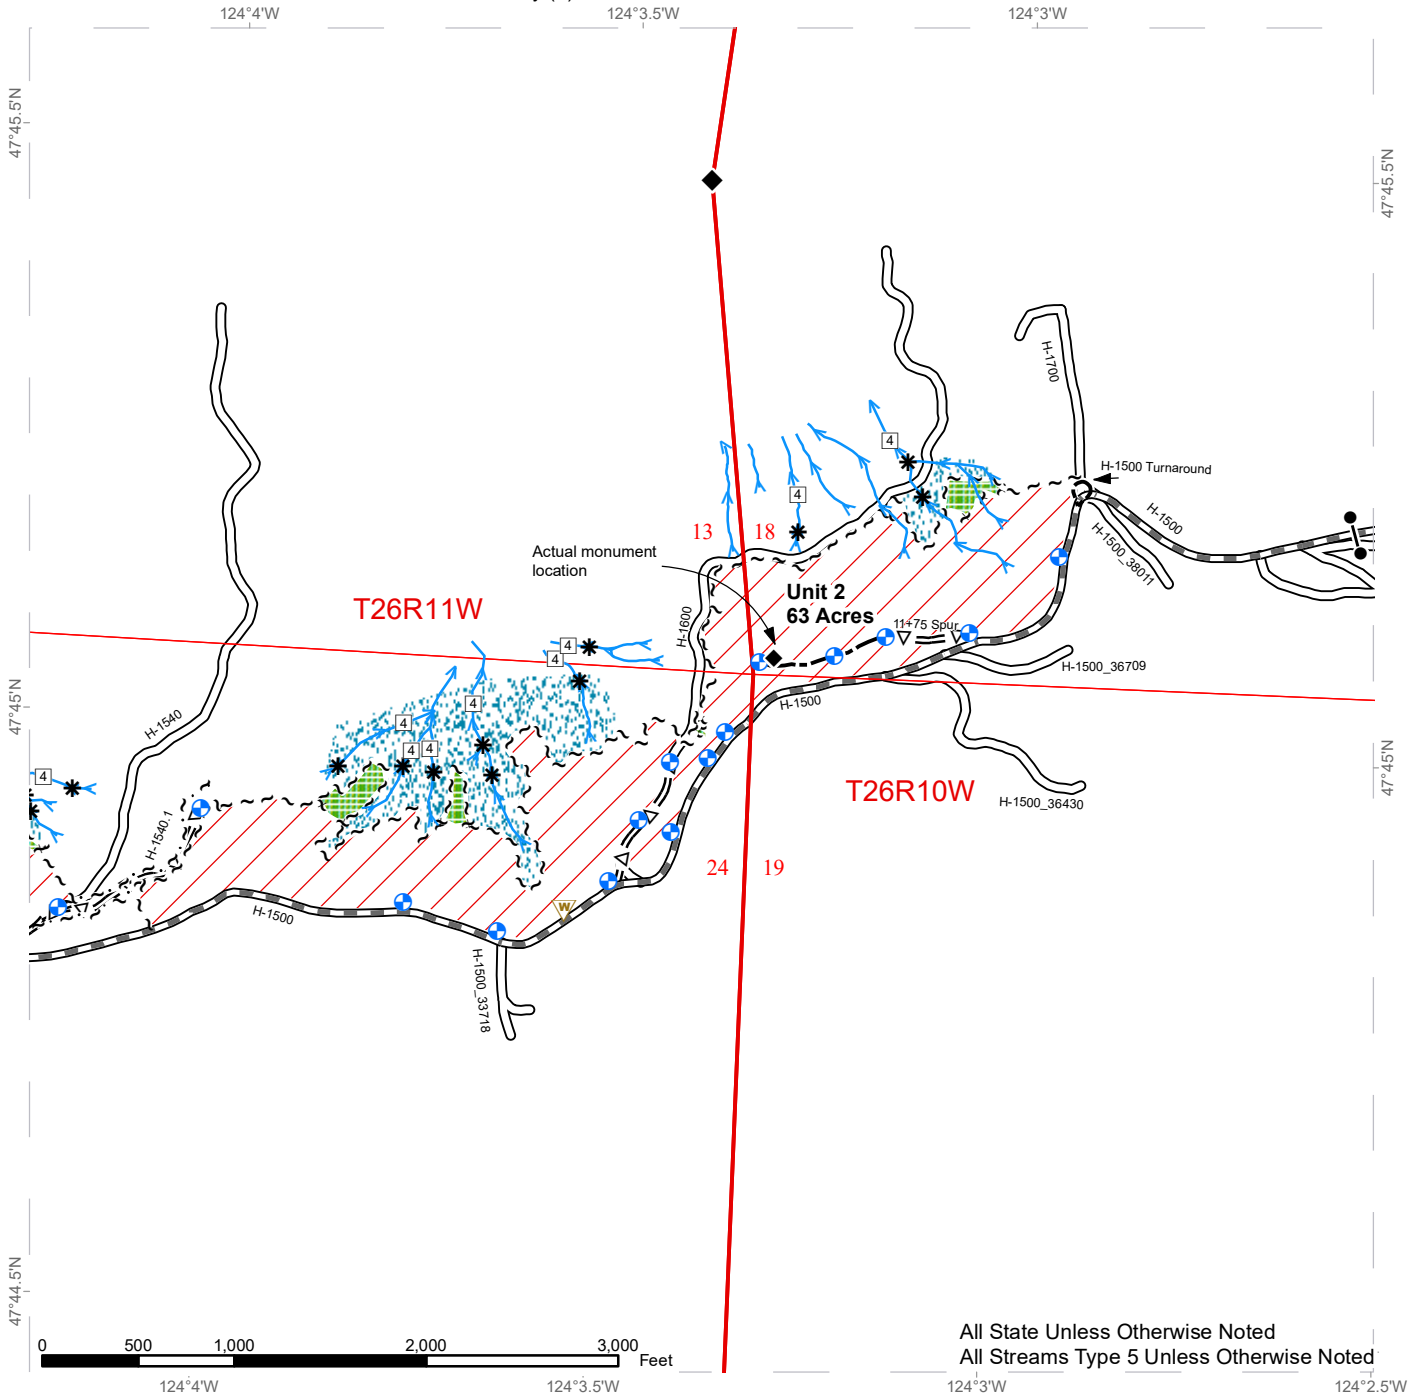 124°4'W
124°3.5'W
124°3'W
47°45.5'N
47°45.5'N
H-1700
4
H-1500 Turnaround
4
H-1500
13
18
H-1500_38011
Actual monument
location
Unit 2
63 Acres
T26R11W
H-1600
11+75 Spur
4
4
H-1500_36709
4
H-1500
47°45'N
H-1540
4
4
4
47°45'N
4
T26R10W
H-1500_36430
H-1540.1
24
19
W
H-1500
H-1500_33718
47°44.5'N
All State Unless Otherwise Noted
0
500
1,000
2,000
3,000
Feet
All Streams Type 5 Unless Otherwise Noted
124°4'W
124°3.5'W
124°3'W
124°2.5'W